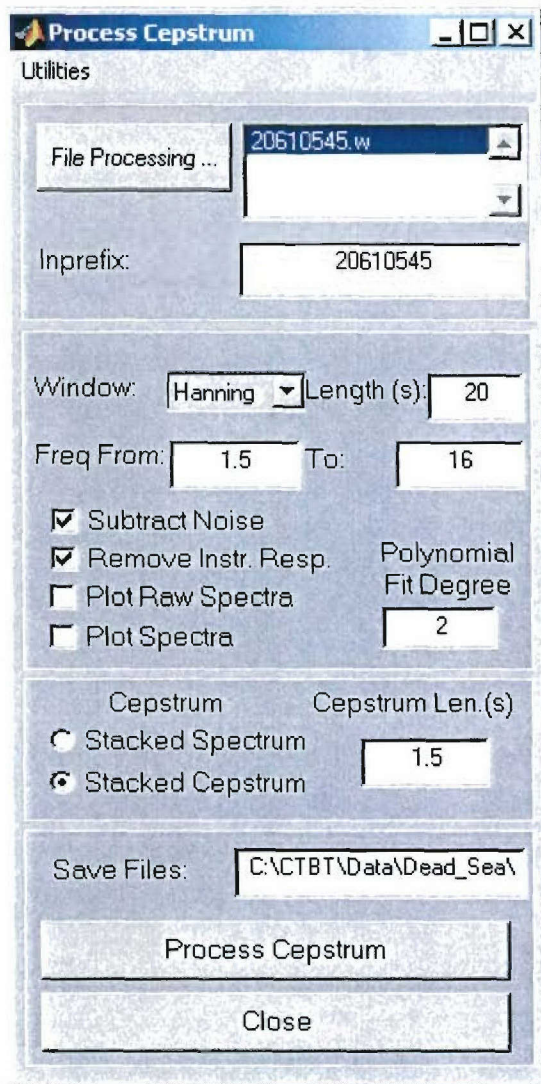 Process Cepstrum
Utilities
File Processing ...
20610545.w
Inprefix:
20610545
Window: Hanning Length (s): 20
Freq From: 1.5 To: 16
Subtract Noise
Remove Instr. Resp.
Plot Raw Spectra
Plot Spectra
Polynomial
Fit Degree
2
Cepstrum
Stacked Spectrum
Stacked Cepstrum
Cepstrum Len.(s)
1.5
Save Files: C:\CTBT\Data\Dead_Sea\
Process Cepstrum
Close